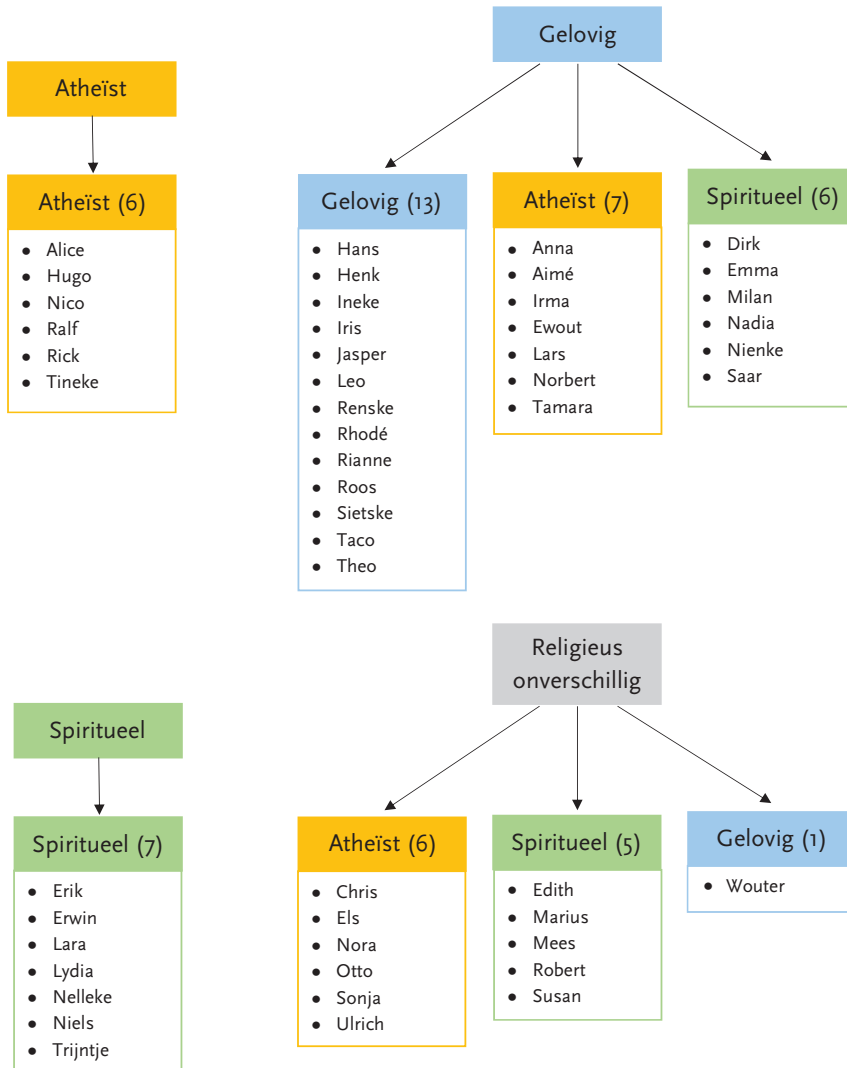 Atheïst
Atheïst (6)
• Alice
• Hugo
• Nico
• Ralf
• Rick
• Tineke
Gelovig
Gelovig (13)
• Hans
• Henk
• Ineke
• Iris
• Jasper
• Leo
• Renske
• Rhodé
• Rianne
• Roos
• Sietske
• Taco
• Theo
Atheïst (7)
• Anna
• Aimé
• Irma
• Ewout
• Lars
• Norbert
• Tamara
Spiritueel (6)
• Dirk
• Emma
• Milan
• Nadia
• Nienke
• Saar
Spiritueel
Spiritueel (7)
• Erik
• Erwin
• Lara
• Lydia
• Nelleke
• Niels
• Trijntje
Religieus
onverschillig
Atheïst (6)
• Chris
• Els
• Nora
• Otto
• Sonja
• Ulrich
Spiritueel (5)
• Edith
• Marius
• Mees
• Robert
• Susan
Gelovig (1)
• Wouter